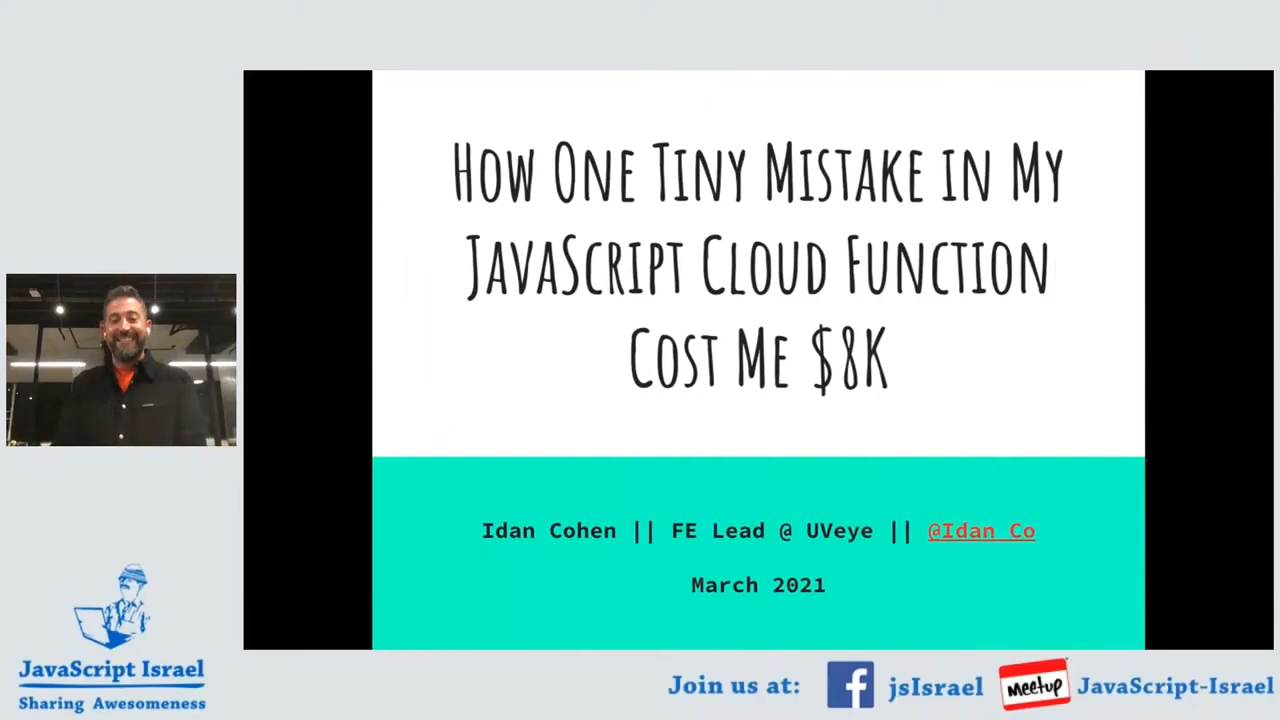 How One Tiny Mistake in My
JavaScript Cloud Function
Cost Me $8K
Idan Cohen || FE Lead @ UVeye || @Idan_Co
March 2021
JavaScript Israel
Sharing Awesomeness
Join us at:
jsIsrael
meetup
JavaScript-Israel